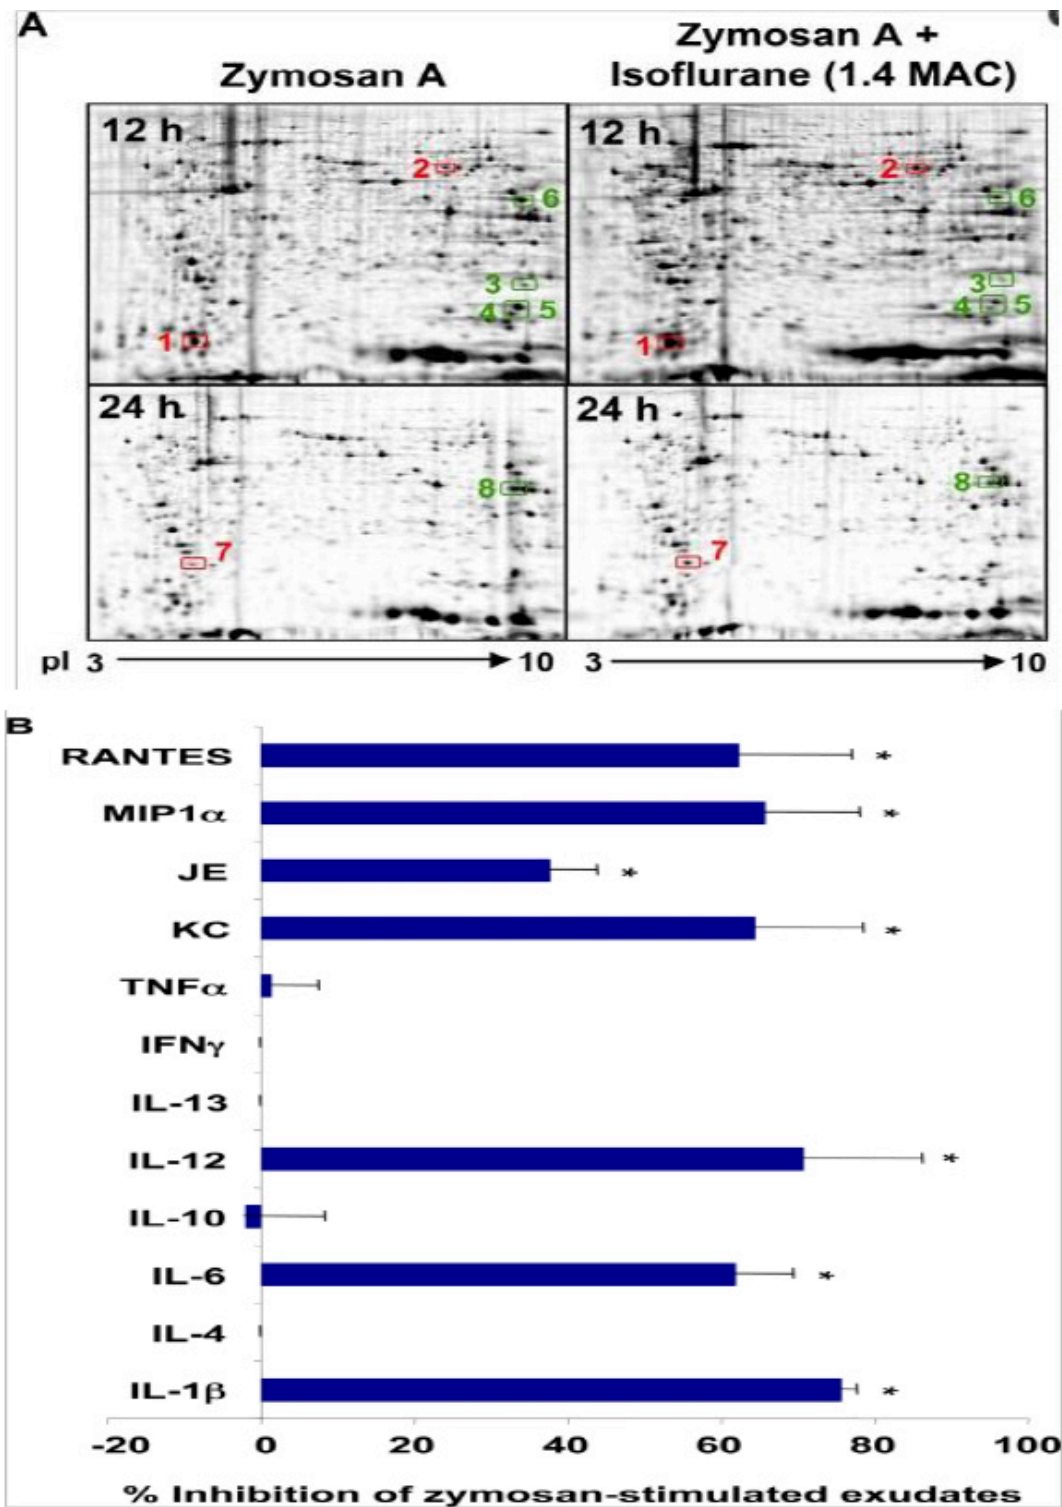 A
Zymosan A
Zymosan A +
Isoflurane (1.4 MAC)
12 h
2
6
3
4 5
1
12 h
2
6
3
4 5
1
24 h
8
7
24 h
8
7
pI 3 10
3 10
B
RANTES *
MIP1α *
JE *
KC *
TNFα
IFNγ
IL-13
IL-12 *
IL-10
IL-6 *
IL-4
IL-1β *
-20 0 20 40 60 80 100
% Inhibition of zymosan-stimulated exudates